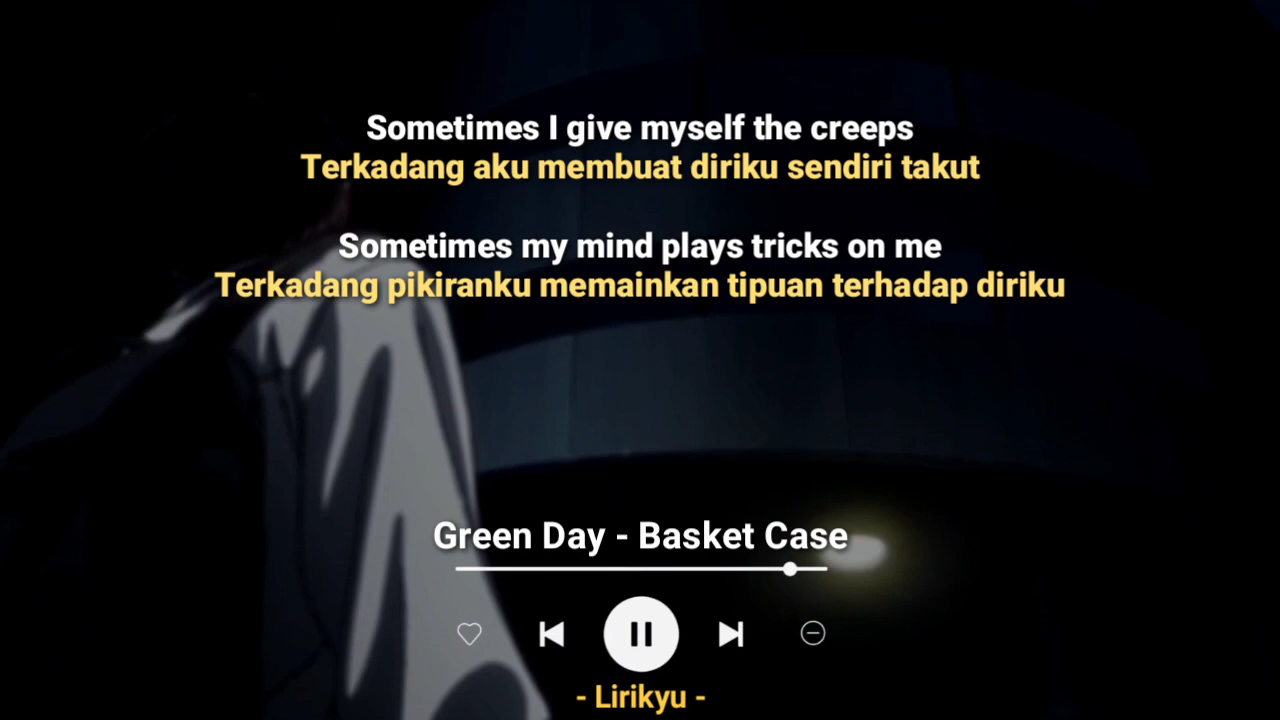 Sometimes I give myself the creeps
Terkadang aku membuat diriku sendiri takut
Sometimes my mind plays tricks on me
Terkadang pikiranku memainkan tipuan terhadap diriku
Green Day - Basket Case
- Lirikyu -